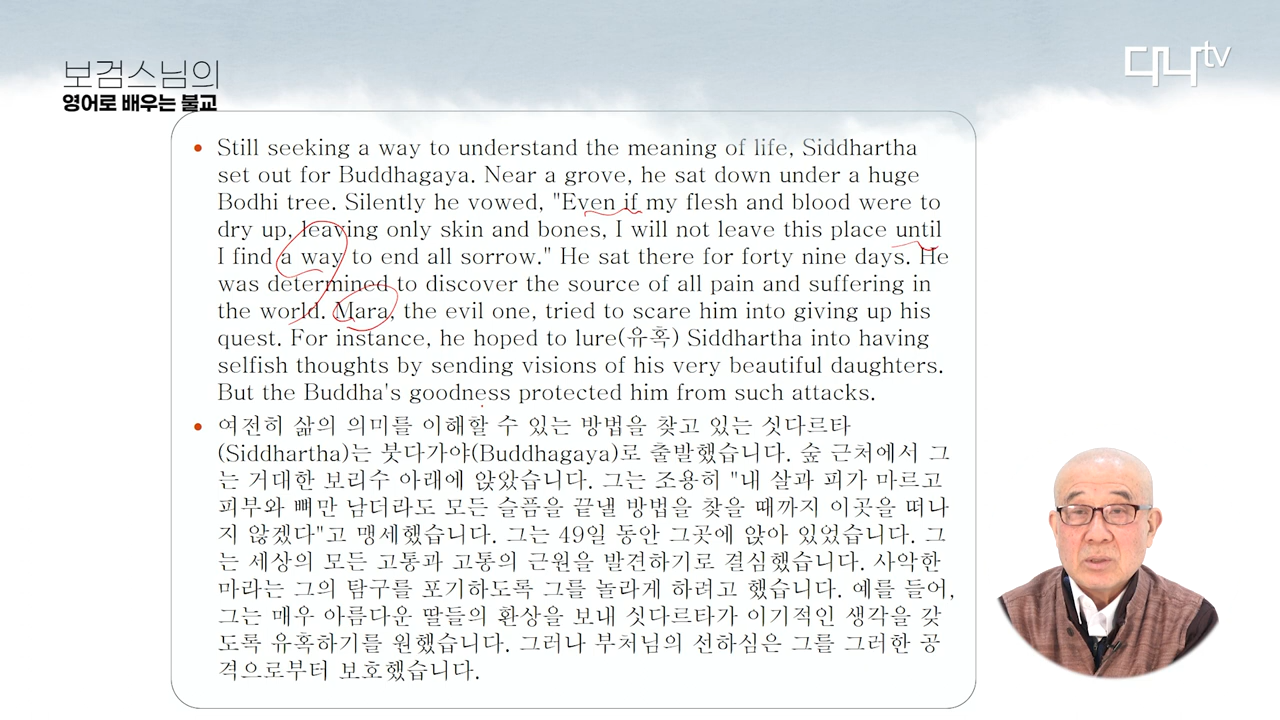 보검스님의
영어로 배우는 불교
디나tv
• Still seeking a way to understand the meaning of life, Siddhartha
set out for Buddhagaya. Near a grove, he sat down under a huge
Bodhi tree. Silently he vowed, "Even if my flesh and blood were to
dry up, leaving only skin and bones, I will not leave this place until
I find a way to end all sorrow." He sat there for forty nine days. He
was determined to discover the source of all pain and suffering in
the world. Mara, the evil one, tried to scare him into giving up his
quest. For instance, he hoped to lure(유혹) Siddhartha into having
selfish thoughts by sending visions of his very beautiful daughters.
But the Buddha's goodness protected him from such attacks.
• 여전히 삶의 의미를 이해할 수 있는 방법을 찾고 있는 싯다르타
(Siddhartha)는 붓다가야(Buddhagaya)로 출발했습니다. 숲 근처에서 그
는 거대한 보리수 아래에 앉았습니다. 그는 조용히 "내 살과 피가 마르고
피부와 뼈만 남더라도 모든 슬픔을 끝낼 방법을 찾을 때까지 이곳을 떠나
지 않겠다"고 맹세했습니다. 그는 49일 동안 그곳에 앉아 있었습니다. 그
는 세상의 모든 고통과 고통의 근원을 발견하기로 결심했습니다. 사악한
마라는 그의 탐구를 포기하도록 그를 놀라게 하려고 했습니다. 예를 들어,
그는 매우 아름다운 딸들의 환상을 보내 싯다르타가 이기적인 생각을 갖
도록 유혹하기를 원했습니다. 그러나 부처님의 선하심은 그를 그러한 공
격으로부터 보호했습니다.